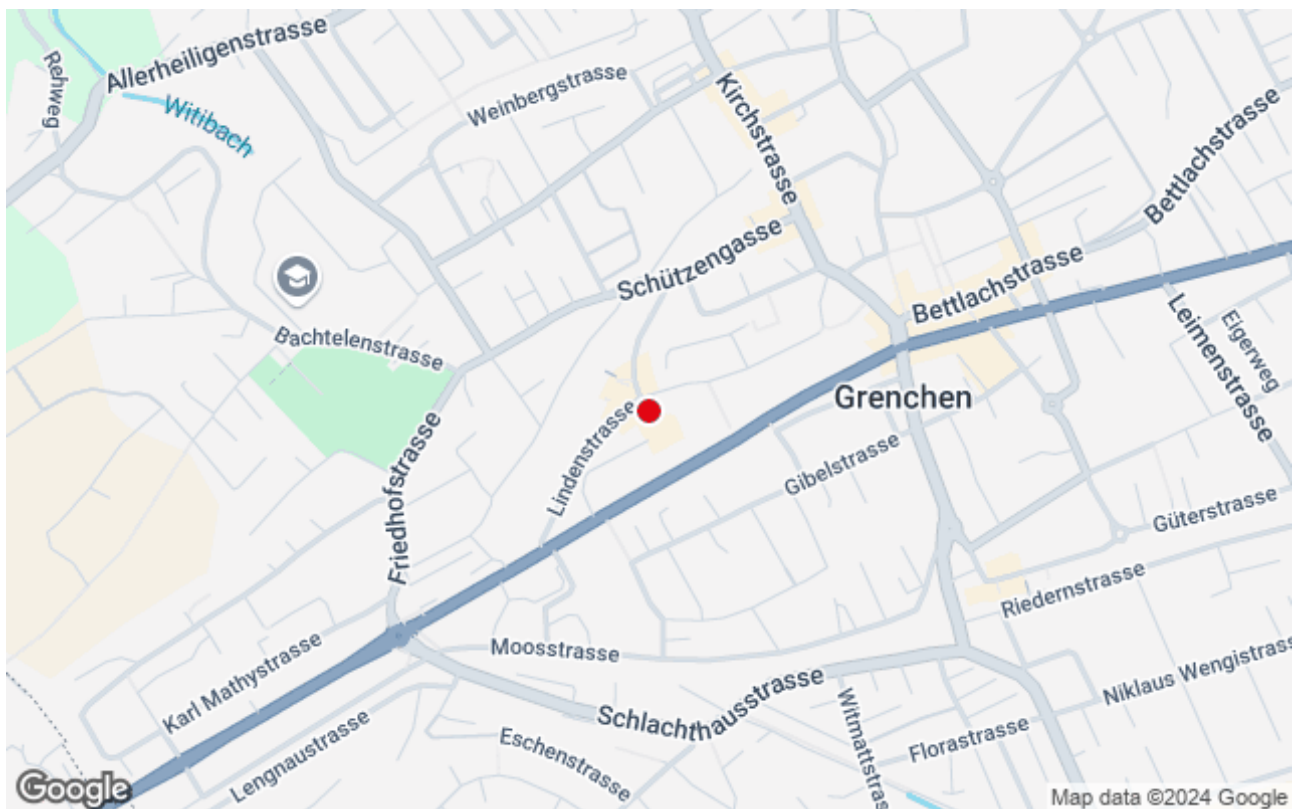 Allerheiligenstrasse
Rehweg
Witibach
Weinbergstrasse
Kirchstrasse
Bettlachstrasse
Schützengasse
Bettlachstrasse
Leimenstrasse
Eigerweg
Bachtelenstrasse
Grenchen
Lindenstrasse
Friedhofstrasse
Gibelstrasse
Güterstrasse
Riedernstrasse
Moosstrasse
Karl Mathystrasse
Schlachthausstrasse
Niklaus Wengistrass
Witmattstras
Florastrasse
Eschenstrasse
Lengnaustrasse
Google
Map data ©2024 Google